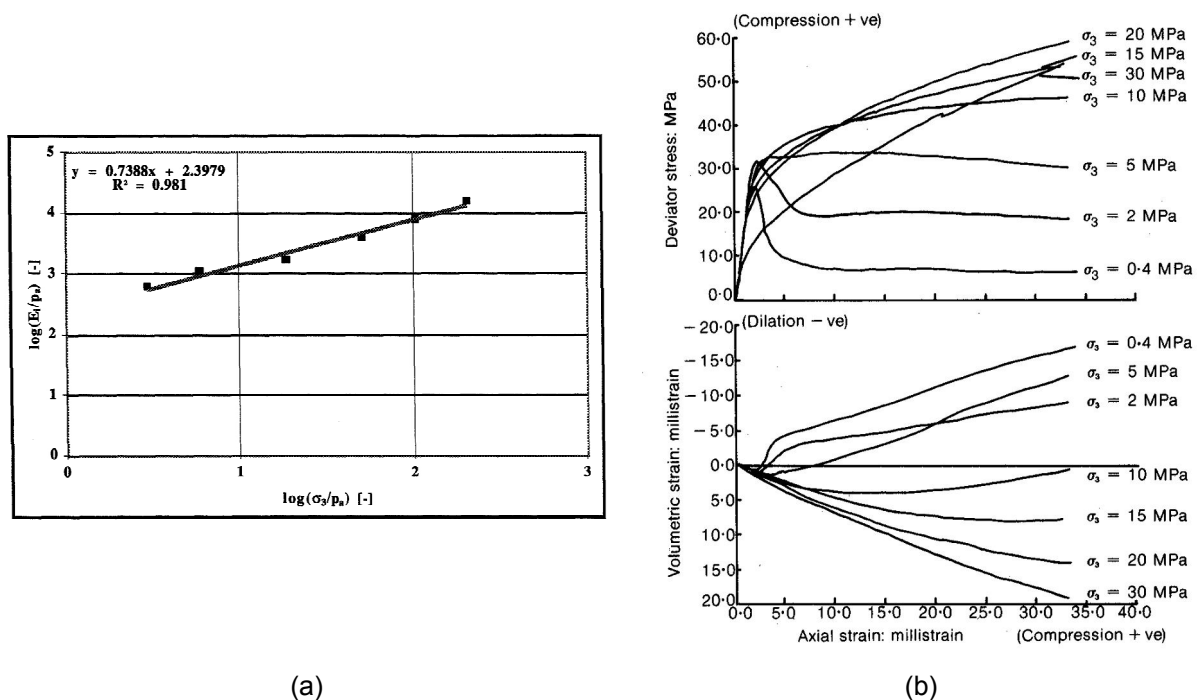 y = 0.7388x + 2.3979
R² = 0.981
5
4
3
2
1
0
log(Ei/pa) [-]
0 1 2 3
log(σ3/pa) [-]
(a)
(Compression + ve)
60·0
50·0
40·0
30·0
20·0
10·0
0·0
Deviator stress: MPa
σ3 = 20 MPa
σ3 = 15 MPa
σ3 = 30 MPa
σ3 = 10 MPa
σ3 = 5 MPa
σ3 = 2 MPa
σ3 = 0·4 MPa
(Dilation − ve)
− 20·0
− 15·0
− 10·0
− 5·0
0·0
5·0
10·0
15·0
20·0
Volumetric strain: millistrain
σ3 = 0·4 MPa
σ3 = 5 MPa
σ3 = 2 MPa
σ3 = 10 MPa
σ3 = 15 MPa
σ3 = 20 MPa
σ3 = 30 MPa
0·0 5·0 10·0 15·0 20·0 25·0 30·0 35·0 40·0
Axial strain: millistrain (Compression + ve)
(b)